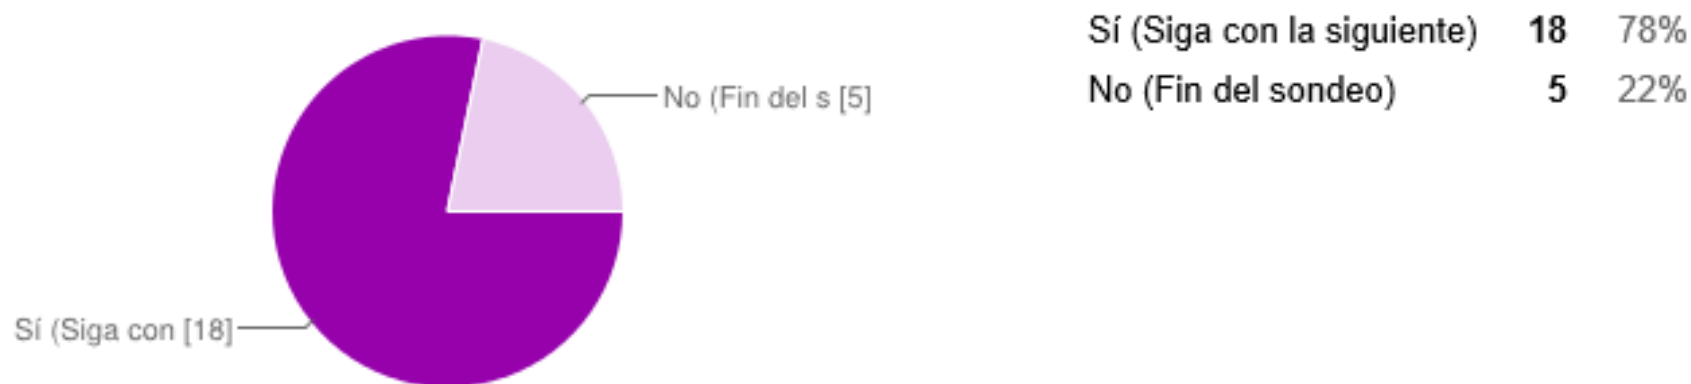 Sí (Siga con la siguiente) 18 78%
No (Fin del sondeo) 5 22%
No (Fin del s [5]
Sí (Siga con [18]